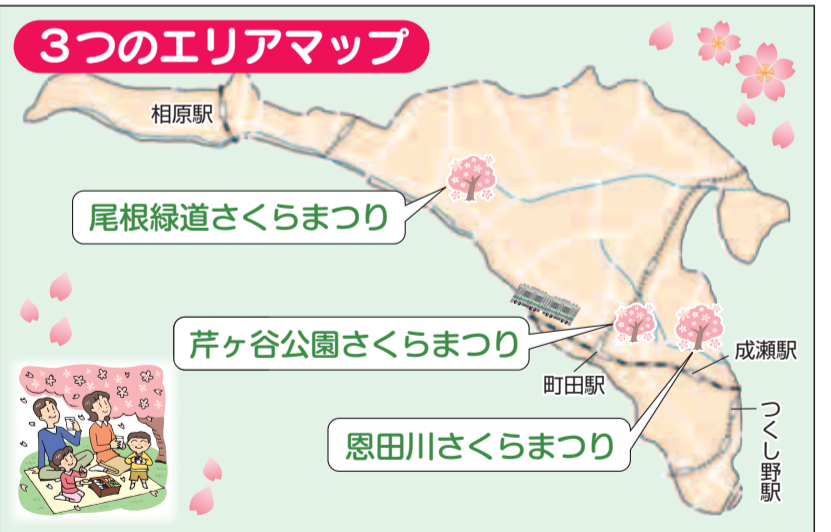 ３つのエリアマップ
相原駅
尾根緑道さくらまつり
芹ヶ谷公園さくらまつり
成瀬駅
町田駅
つくし野駅
恩田川さくらまつり